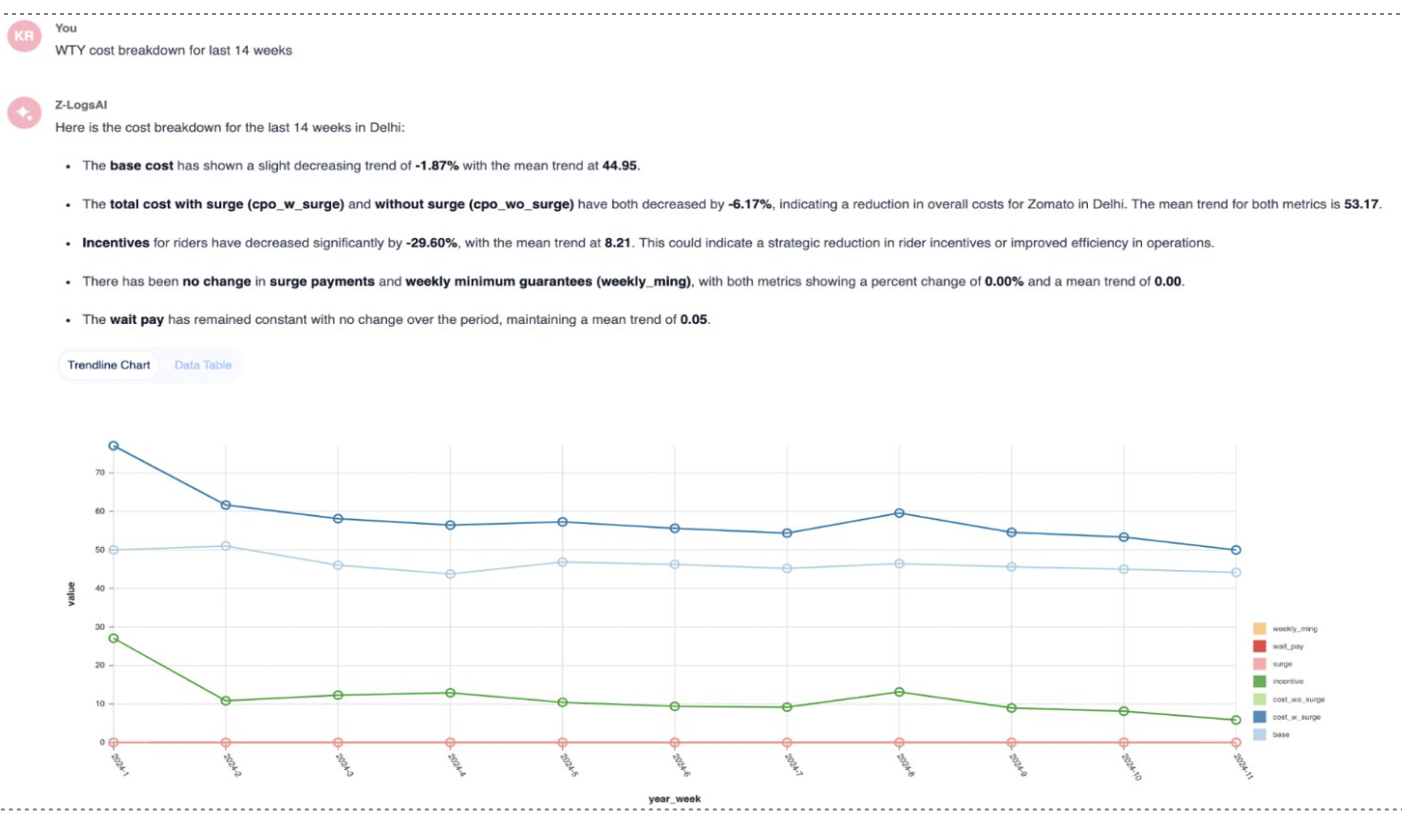 KR
You
WTY cost breakdown for last 14 weeks
Z-LogsAI
Here is the cost breakdown for the last 14 weeks in Delhi:
• The base cost has shown a slight decreasing trend of -1.87% with the mean trend at 44.95.
• The total cost with surge (cpo_w_surge) and without surge (cpo_wo_surge) have both decreased by -6.17%, indicating a reduction in overall costs for Zomato in Delhi. The mean trend for both metrics is 53.17.
• Incentives for riders have decreased significantly by -29.60%, with the mean trend at 8.21. This could indicate a strategic reduction in rider incentives or improved efficiency in operations.
• There has been no change in surge payments and weekly minimum guarantees (weekly_ming), with both metrics showing a percent change of 0.00% and a mean trend of 0.00.
• The wait pay has remained constant with no change over the period, maintaining a mean trend of 0.05.
Trendline Chart Data Table
70
60
50
40
30
20
10
0
value
weekly_ming
wait_pay
surge
incentive
cost_wo_surge
cost_w_surge
base
2024-1 2024-2 2024-3 2024-4 2024-5 2024-6 2024-7 2024-8 2024-9 2024-10 2024-11
year_week